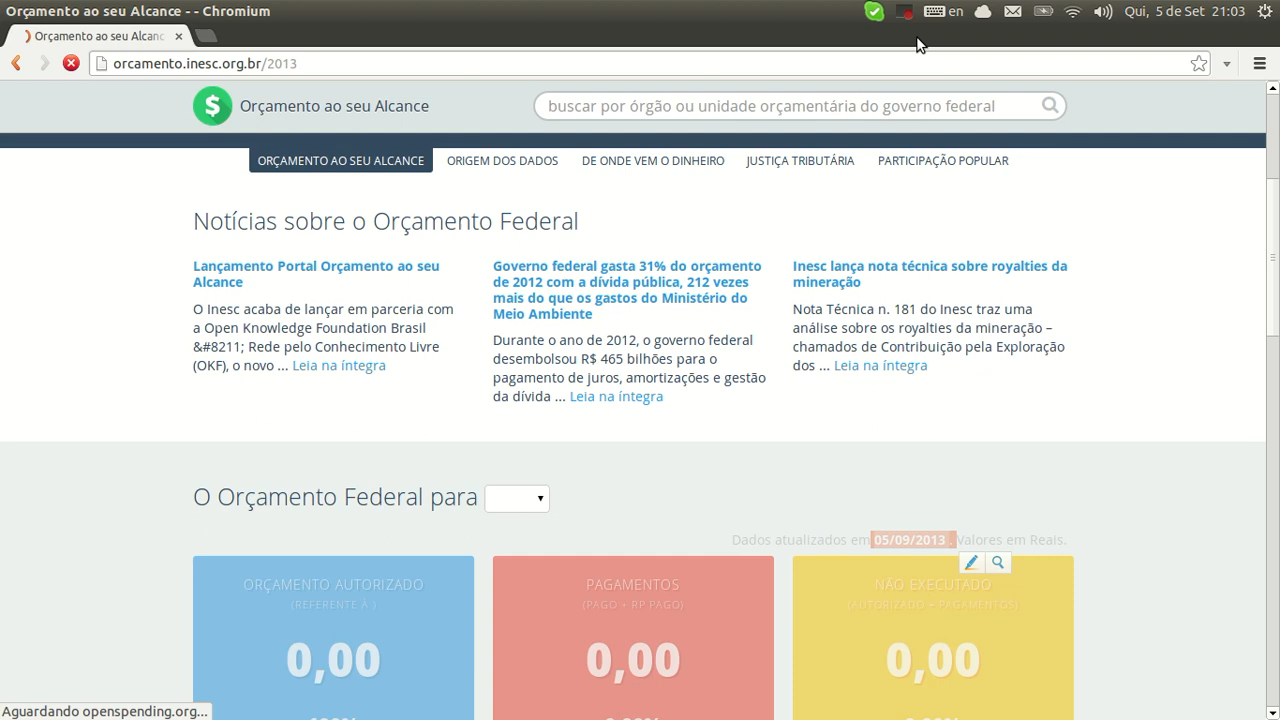 Orçamento ao seu Alcance - - Chromium
en
Qui, 5 de Set 21:03
Orçamento ao seu Alcanc
orcamento.inesc.org.br/2013
$ Orçamento ao seu Alcance
buscar por órgão ou unidade orçamentária do governo federal
ORÇAMENTO AO SEU ALCANCE
ORIGEM DOS DADOS
DE ONDE VEM O DINHEIRO
JUSTIÇA TRIBUTÁRIA
PARTICIPAÇÃO POPULAR
Notícias sobre o Orçamento Federal
Lançamento Portal Orçamento ao seu
Alcance
O Inesc acaba de lançar em parceria com
a Open Knowledge Foundation Brasil
&#8211; Rede pelo Conhecimento Livre
(OKF), o novo ... Leia na íntegra
Governo federal gasta 31% do orçamento
de 2012 com a dívida pública, 212 vezes
mais do que os gastos do Ministério do
Meio Ambiente
Durante o ano de 2012, o governo federal
desembolsou R$ 465 bilhões para o
pagamento de juros, amortizações e gestão
da dívida ... Leia na íntegra
Inesc lança nota técnica sobre royalties da
mineração
Nota Técnica n. 181 do Inesc traz uma
análise sobre os royalties da mineração –
chamados de Contribuição pela Exploração
dos ... Leia na íntegra
O Orçamento Federal para
Dados atualizados em 05/09/2013 . Valores em Reais.
ORÇAMENTO AUTORIZADO
(REFERENTE À )
0,00
PAGAMENTOS
(PAGO + RP PAGO)
0,00
NÃO EXECUTADO
(AUTORIZADO – PAGAMENTOS)
0,00
Aguardando openspending.org...